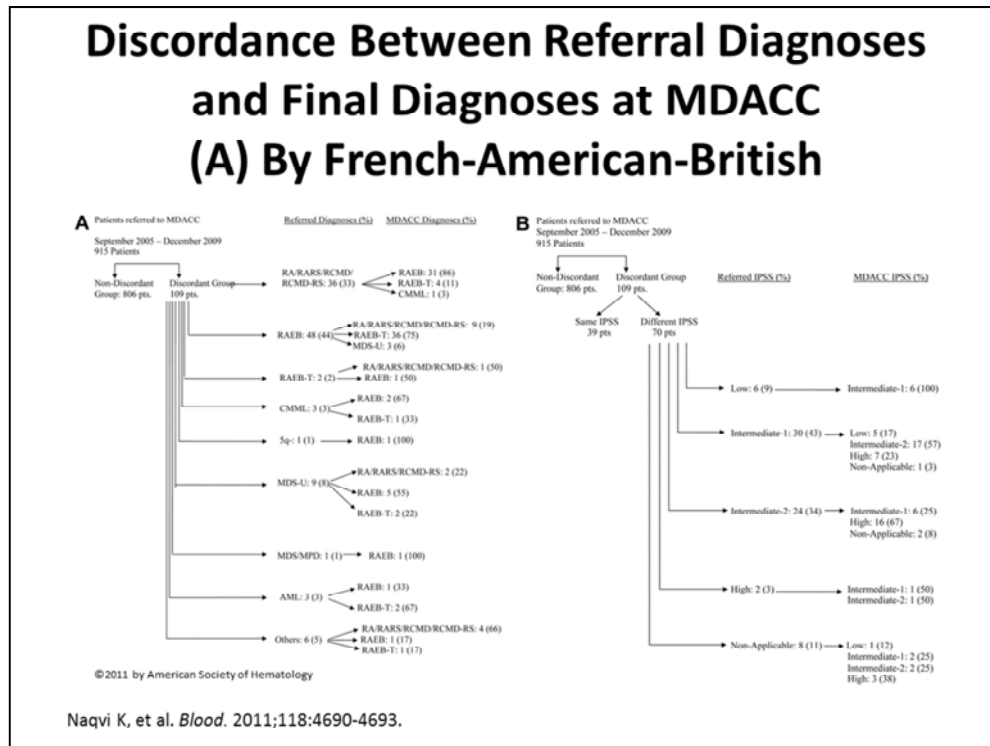 Discordance Between Referral Diagnoses
and Final Diagnoses at MDACC
(A) By French-American-British
A
Patients referred to MDACC
September 2005 – December 2009
915 Patients
Non-Discordant
Group: 806 pts.
Discordant Group
109 pts.
Referred Diagnoses (%)
MDACC Diagnoses (%)
RA/RARS/RCMD/
RCMD-RS: 36 (33)
RAEB: 31 (86)
RAEB-T: 4 (11)
CMML: 1 (3)
RAEB: 48 (44)
RA/RARS/RCMD/RCMD-RS: 9 (19)
RAEB-T: 36 (75)
MDS-U: 3 (6)
RAEB-T: 2 (2)
RA/RARS/RCMD/RCMD-RS: 1 (50)
RAEB: 1 (50)
CMML: 3 (3)
RAEB: 2 (67)
RAEB-T: 1 (33)
5q-: 1 (1)
RAEB: 1 (100)
MDS-U: 9 (8)
RA/RARS/RCMD-RS: 2 (22)
RAEB: 5 (55)
RAEB-T: 2 (22)
MDS/MPD: 1 (1)
RAEB: 1 (100)
AML: 3 (3)
RAEB: 1 (33)
RAEB-T: 2 (67)
Others: 6 (5)
RA/RARS/RCMD/RCMD-RS: 4 (66)
RAEB: 1 (17)
RAEB-T: 1 (17)
B
Patients referred to MDACC
September 2005 – December 2009
915 Patients
Non-Discordant
Group: 806 pts.
Discordant Group
109 pts.
Same IPSS
39 pts
Different IPSS
70 pts
Referred IPSS (%)
MDACC IPSS (%)
Low: 6 (9)
Intermediate-1: 6 (100)
Intermediate-1: 30 (43)
Low: 5 (17)
Intermediate-2: 17 (57)
High: 7 (23)
Non-Applicable: 1 (3)
Intermediate-2: 24 (34)
Intermediate-1: 6 (25)
High: 16 (67)
Non-Applicable: 2 (8)
High: 2 (3)
Intermediate-1: 1 (50)
Intermediate-2: 1 (50)
Non-Applicable: 8 (11)
Low: 1 (12)
Intermediate-1: 2 (25)
Intermediate-2: 2 (25)
High: 3 (38)
©2011 by American Society of Hematology
Naqvi K, et al. Blood. 2011;118:4690-4693.